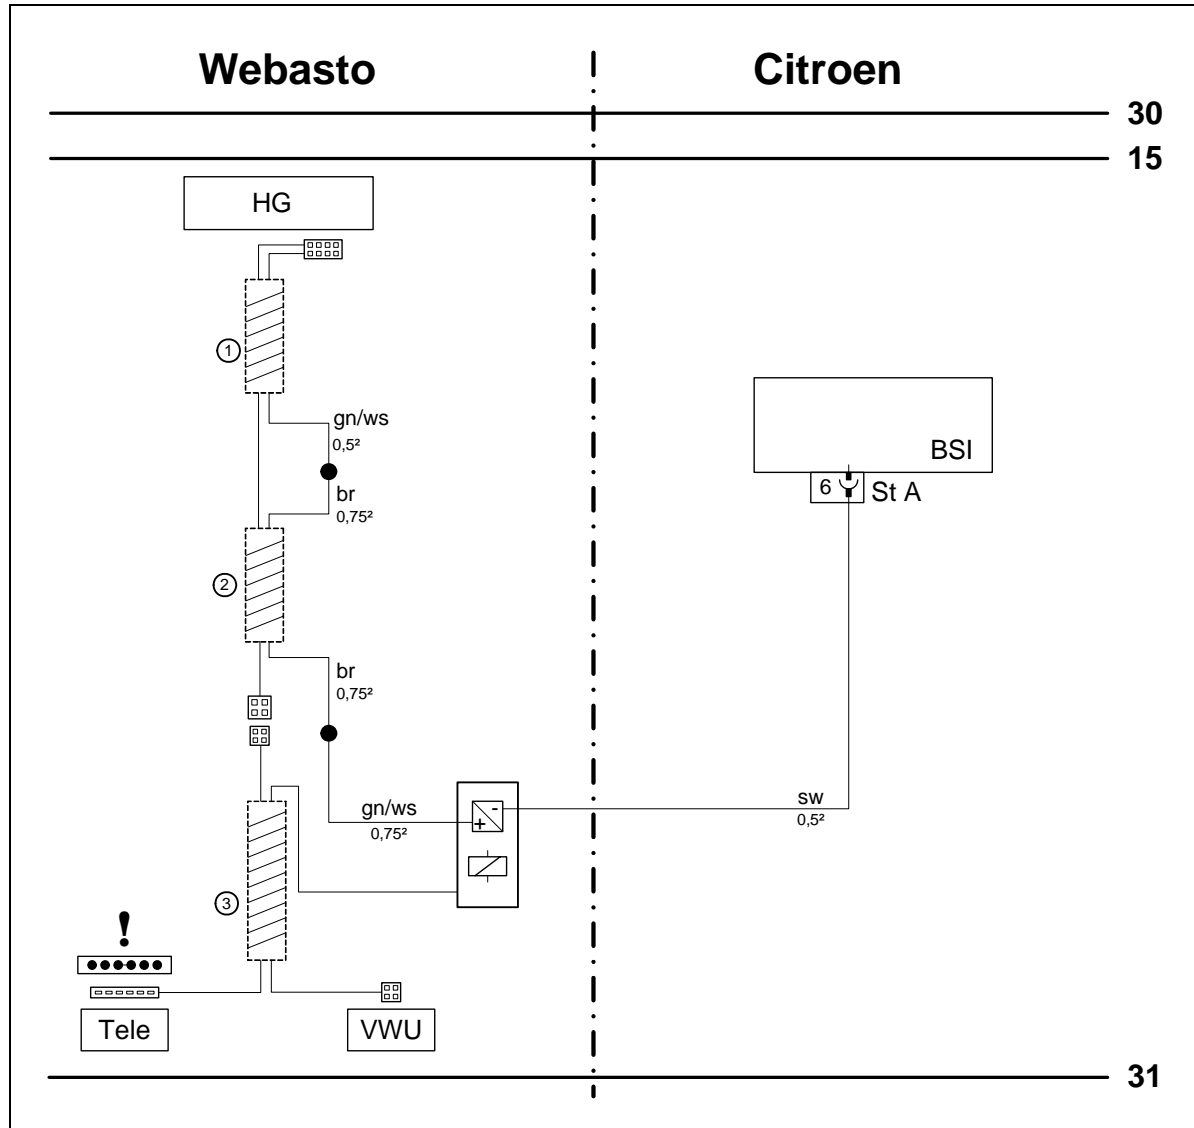 Webasto
Citroen
30
15
HG
1
gn/ws
0,5²
BSI
6
St A
br
0,75²
2
br
0,75²
gn/ws
0,75²
-
+
sw
0,5²
3
!
Tele
VWU
31